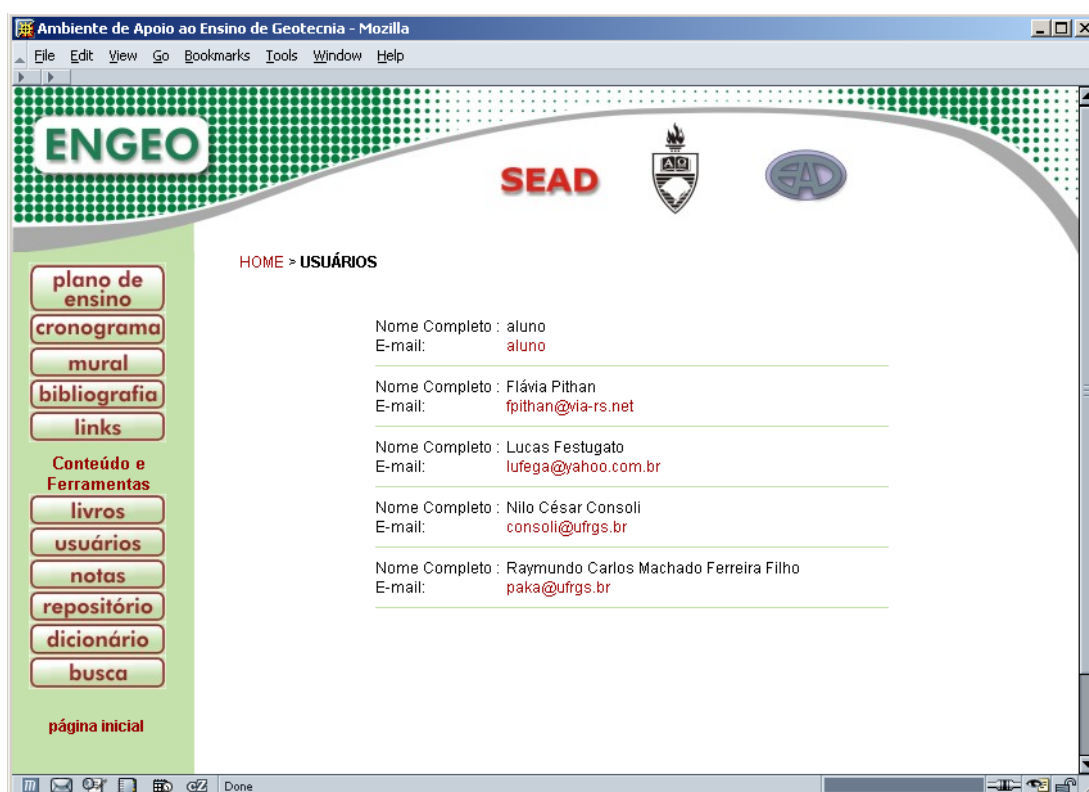 Ambiente de Apoio ao Ensino de Geotecnia - Mozilla
File Edit View Go Bookmarks Tools Window Help
ENGEO
SEAD
ΑΩ
EAD
HOME > USUÁRIOS
plano de
ensino
cronograma
mural
bibliografia
links
Conteúdo e
Ferramentas
livros
usuários
notas
repositório
dicionário
busca
página inicial
Nome Completo : aluno
E-mail: aluno
Nome Completo : Flávia Pithan
E-mail: fpithan@via-rs.net
Nome Completo : Lucas Festugato
E-mail: lufega@yahoo.com.br
Nome Completo : Nilo César Consoli
E-mail: consoli@ufrgs.br
Nome Completo : Raymundo Carlos Machado Ferreira Filho
E-mail: paka@ufrgs.br
Done